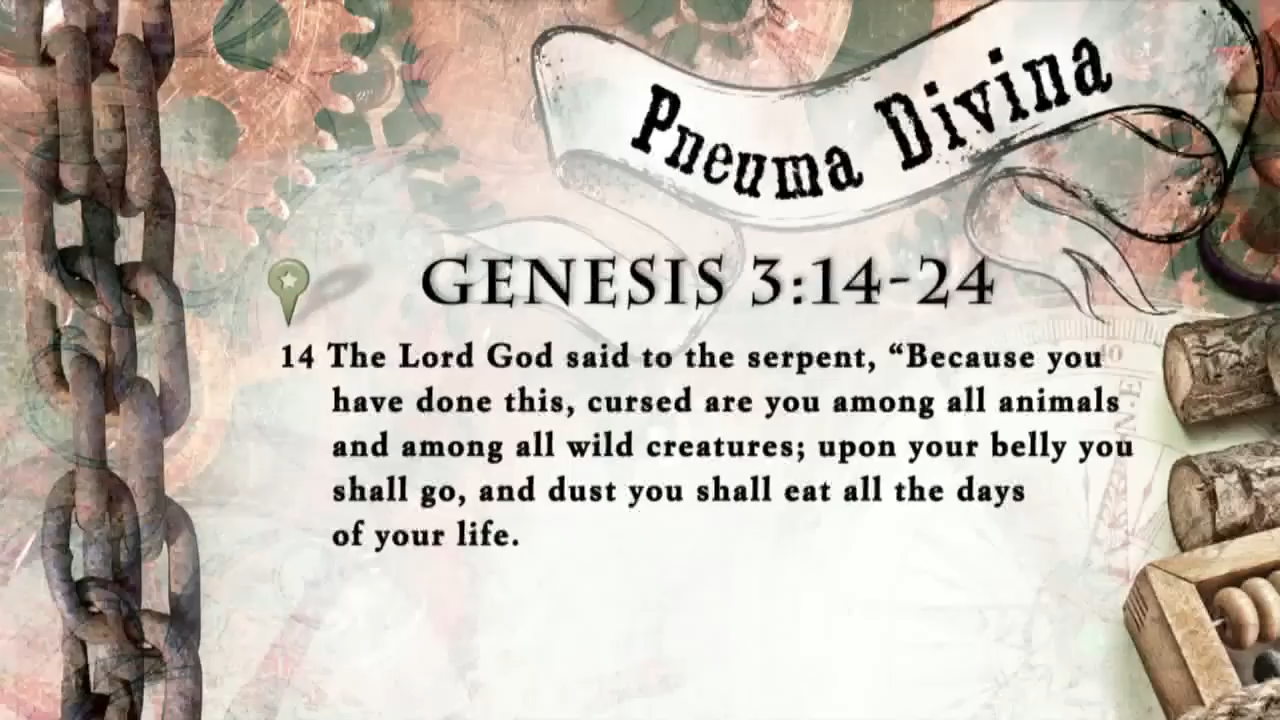 Pneuma Divina
GENESIS 3:14-24
14 The Lord God said to the serpent, “Because you
have done this, cursed are you among all animals
and among all wild creatures; upon your belly you
shall go, and dust you shall eat all the days
of your life.
10
N.E